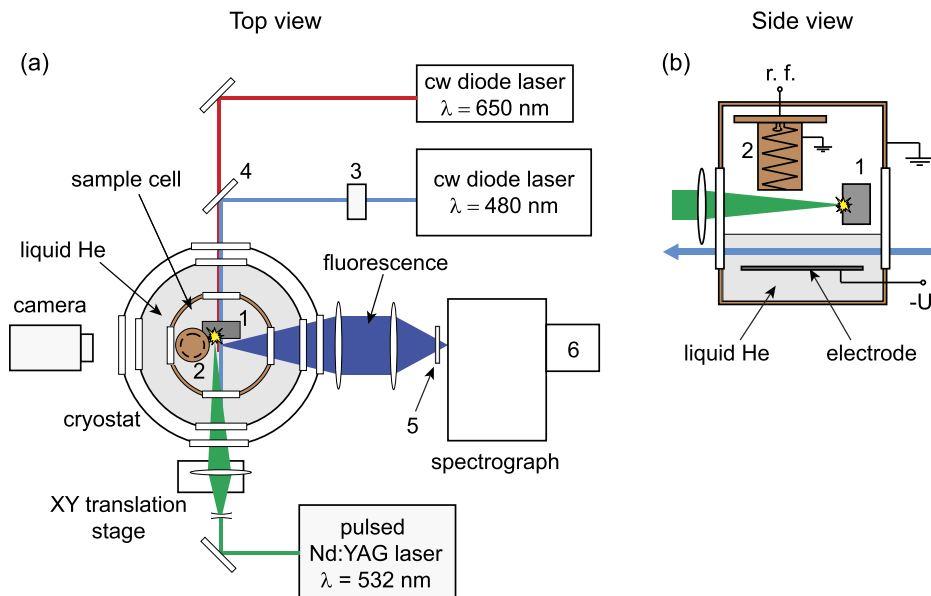 Top view
Side view
(a)
(b)
cw diode laser
λ = 650 nm
r. f.
sample cell
4
3
cw diode laser
λ = 480 nm
2
1
liquid He
fluorescence
camera
1
2
6
-U
liquid He
electrode
cryostat
5
spectrograph
XY translation
stage
pulsed
Nd:YAG laser
λ = 532 nm